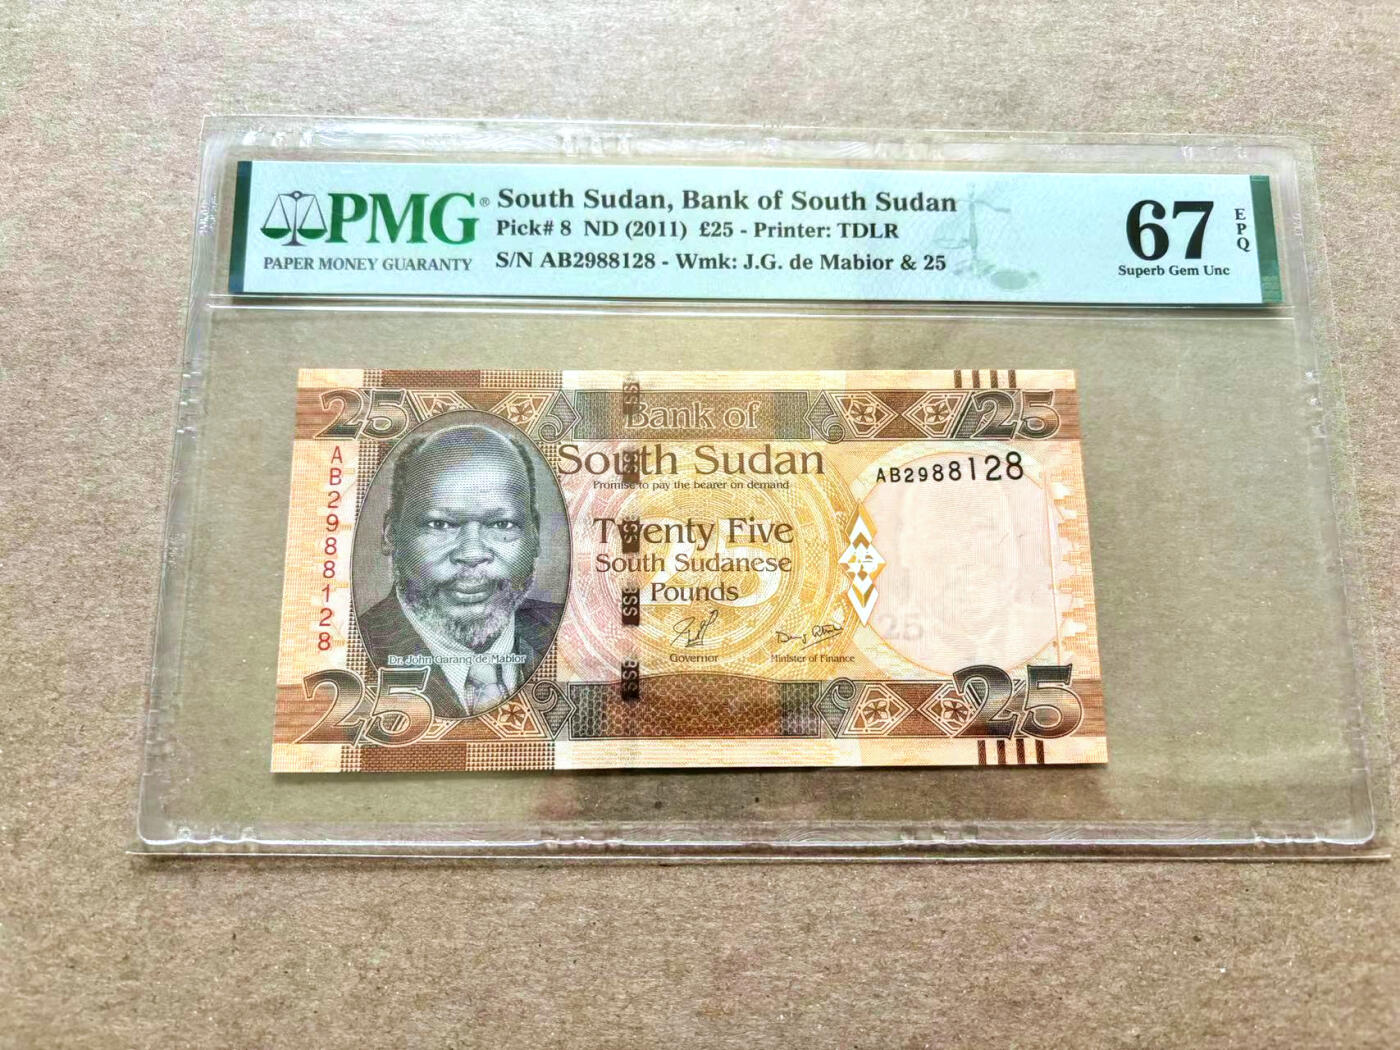 PMG®
PAPER MONEY GUARANTY
South Sudan, Bank of South Sudan
Pick# 8 ND (2011) £25 - Printer: TDLR
S/N AB2988128 - Wmk: J.G. de Mabior & 25
67
EPQ
Superb Gem Unc
25
Bank of
25
South Sudan
Promise to pay the bearer on demand
AB2988128
AB2988128
Twenty Five
South Sudanese
Pounds
25
25
Governor
Minister of Finance
Dr. John Garang de Mabior
25
25